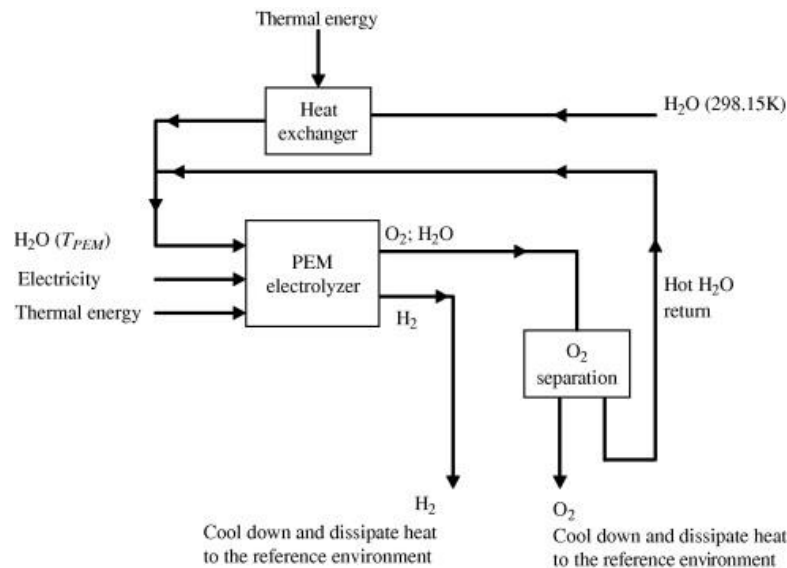 Thermal energy
Heat
exchanger
H₂O (298.15K)
H₂O (T_PEM)
Electricity
Thermal energy
PEM
electrolyzer
O₂; H₂O
H₂
Hot H₂O
return
O₂
separation
H₂
Cool down and dissipate heat
to the reference environment
O₂
Cool down and dissipate heat
to the reference environment